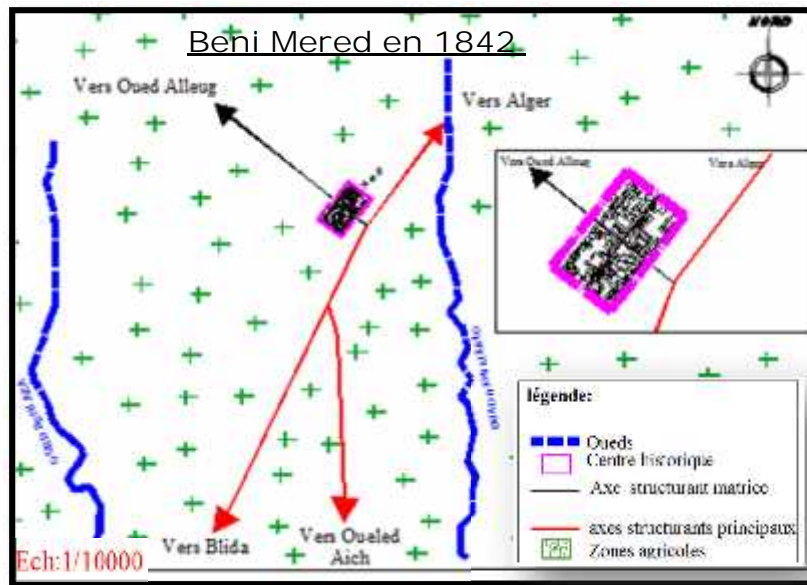 Beni Mered en 1842
NORD
Vers Oued Alleug
Vers Alger
Vers Oued Alleug
Vers Alger
légende:
Oueds
Centre historique
Axe structurant matrice
axes structurants principaux
Zones agricoles
Vers Blida
Vers Oueled
Aich
Ech:1/10000